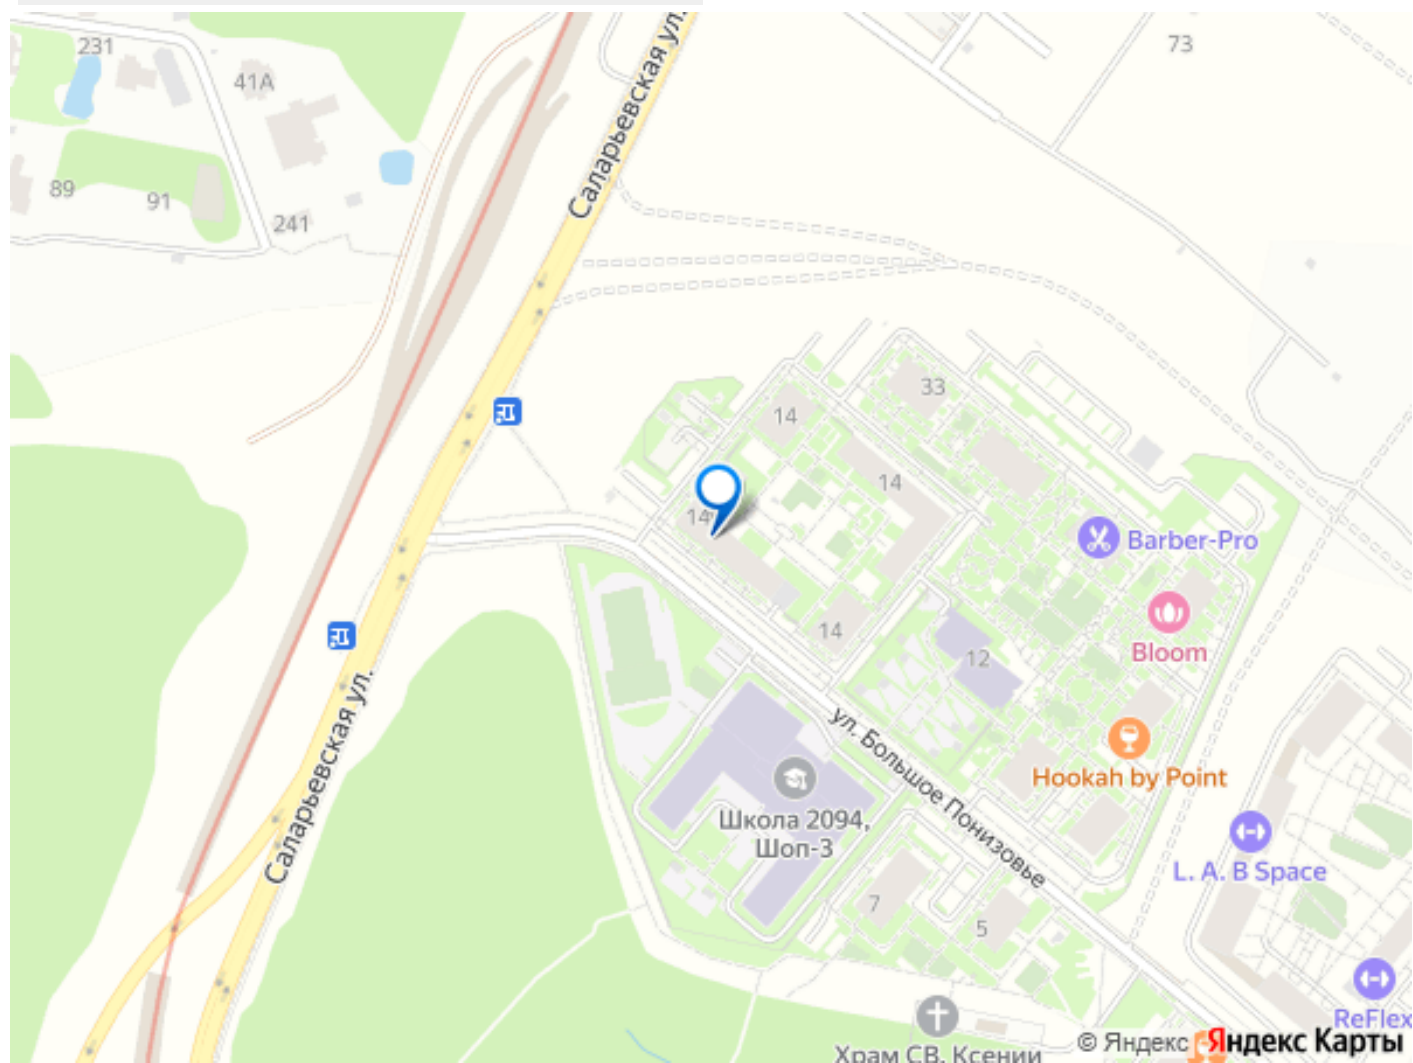 231
41А
73
Саларьевская ул.
89
91
241
33
14
14
14
Barber-Pro
Bloom
14
12
ул. Большое Понизовье
Hookah by Point
Саларьевская ул.
Школа 2094,
Шоп-3
L. A. B Space
7
5
ReFlex
Храм СВ. Ксении
© Яндекс Яндекс Карты